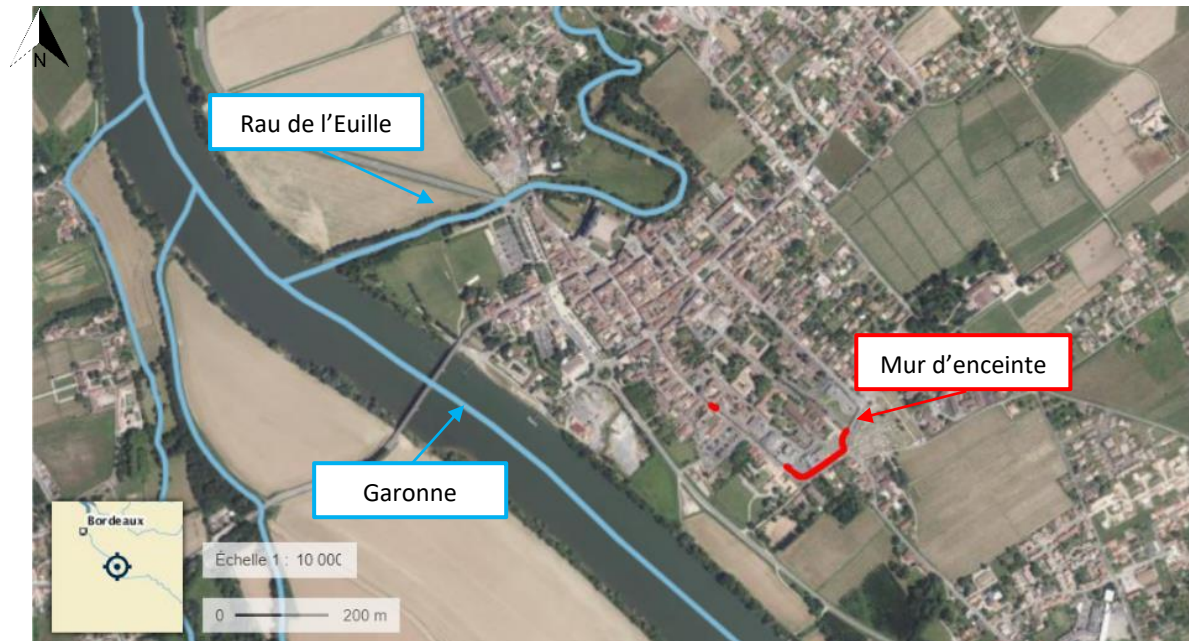 N
Rau de l’Euille
Mur d’enceinte
Garonne
Bordeaux
Échelle 1 : 10 000
0 200 m